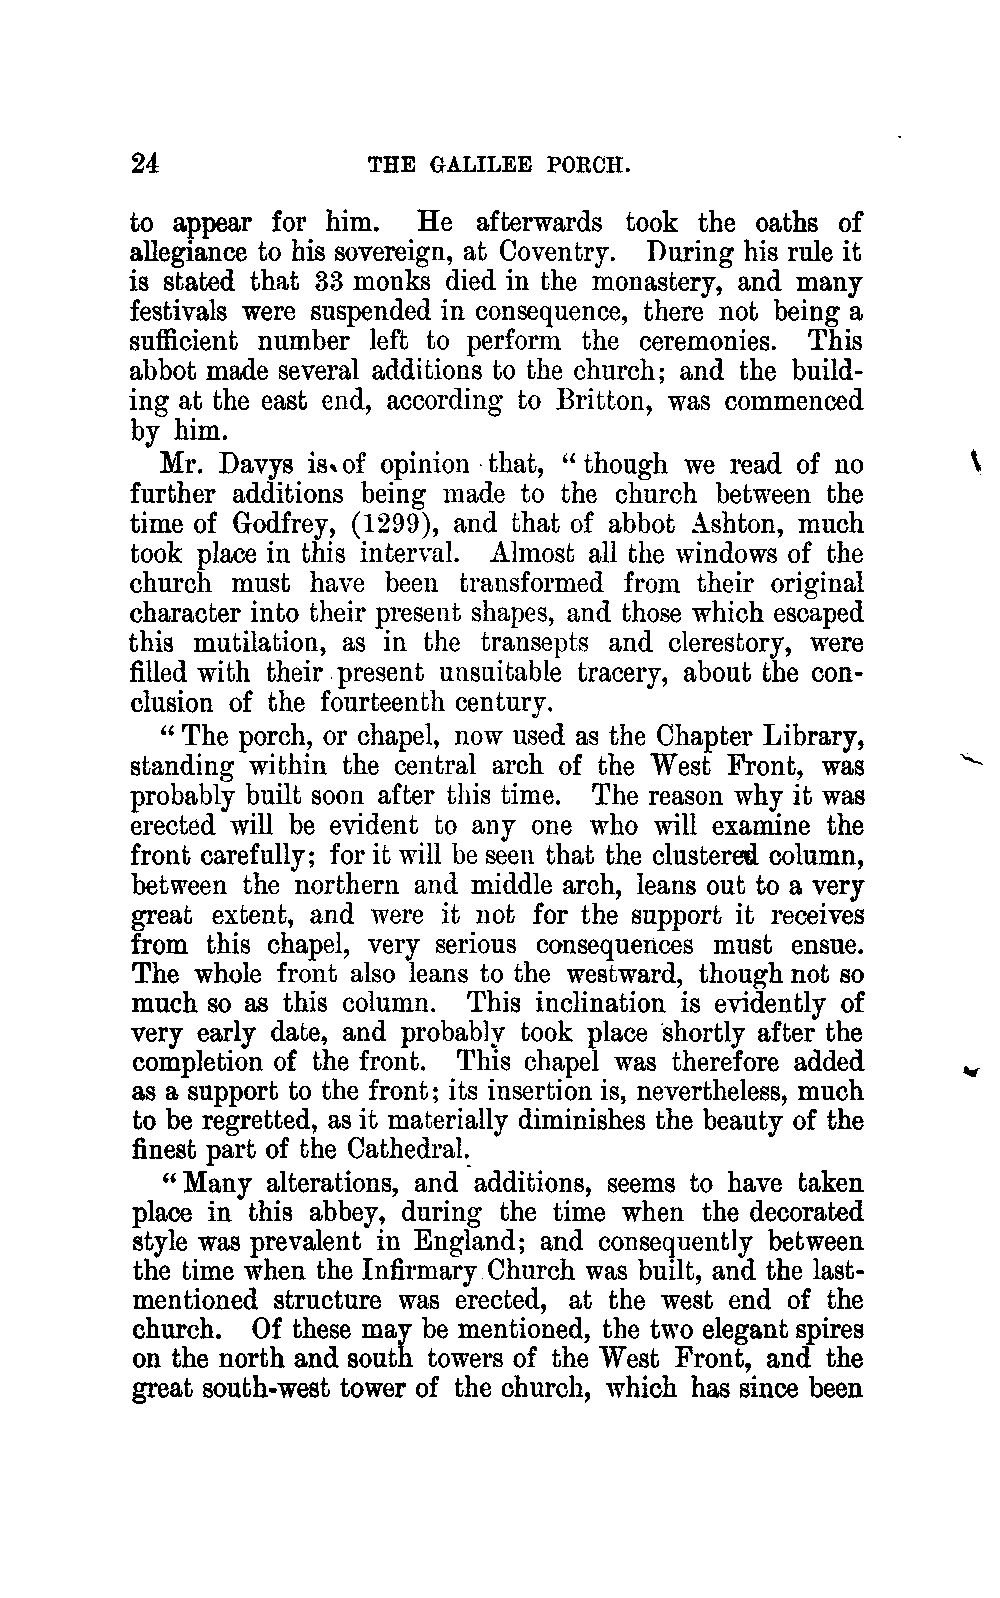 24 THE GALILEE PORCH.
to appear for him. He afterwards took the oaths of
allegiance to his sovereign, at Coventry. During his rule it
is stated that 33 monks died in the monastery, and many
festivals were suspended in consequence, there not being a
sufficient number left to perform the ceremonies. This
abbot made several additions to the church; and the build-
ing at the east end, according to Britton, was commenced
by him.
Mr. Davys is of opinion that, “though we read of no
further additions being made to the church between the
time of Godfrey, (1299), and that of abbot Ashton, much
took place in this interval. Almost all the windows of the
church must have been transformed from their original
character into their present shapes, and those which escaped
this mutilation, as in the transepts and clerestory, were
filled with their present unsuitable tracery, about the con-
clusion of the fourteenth century.
“The porch, or chapel, now used as the Chapter Library,
standing within the central arch of the West Front, was
probably built soon after this time. The reason why it was
erected will be evident to any one who will examine the
front carefully; for it will be seen that the clustered column,
between the northern and middle arch, leans out to a very
great extent, and were it not for the support it receives
from this chapel, very serious consequences must ensue.
The whole front also leans to the westward, though not so
much so as this column. This inclination is evidently of
very early date, and probably took place shortly after the
completion of the front. This chapel was therefore added
as a support to the front; its insertion is, nevertheless, much
to be regretted, as it materially diminishes the beauty of the
finest part of the Cathedral.
“Many alterations, and additions, seems to have taken
place in this abbey, during the time when the decorated
style was prevalent in England; and consequently between
the time when the Infirmary Church was built, and the last-
mentioned structure was erected, at the west end of the
church. Of these may be mentioned, the two elegant spires
on the north and south towers of the West Front, and the
great south-west tower of the church, which has since been